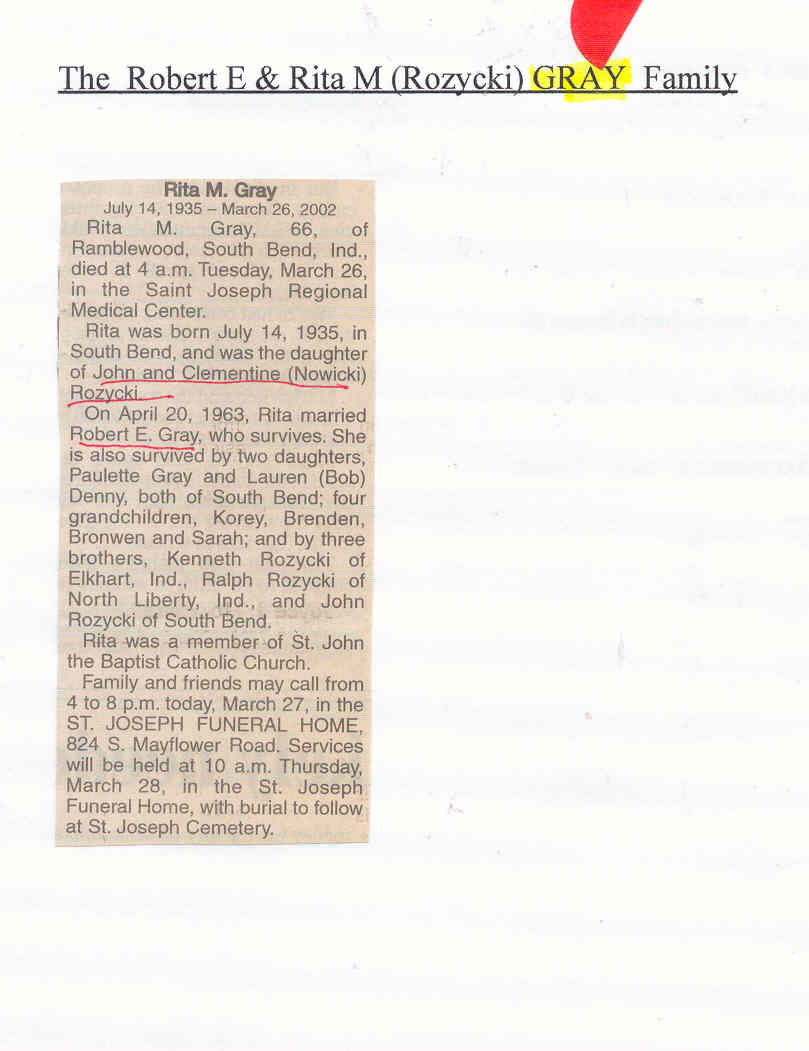 The Robert E & Rita M (Rozycki) GRAY Family
Rita M. Gray
July 14, 1935 – March 26, 2002
Rita M. Gray, 66, of
Ramblewood, South Bend, Ind.,
died at 4 a.m. Tuesday, March 26,
in the Saint Joseph Regional
Medical Center.
Rita was born July 14, 1935, in
South Bend, and was the daughter
of John and Clementine (Nowicki)
Rozycki.
On April 20, 1963, Rita married
Robert E. Gray, who survives. She
is also survived by two daughters,
Paulette Gray and Lauren (Bob)
Denny, both of South Bend; four
grandchildren, Korey, Brenden,
Bronwen and Sarah; and by three
brothers, Kenneth Rozycki of
Elkhart, Ind., Ralph Rozycki of
North Liberty, Ind., and John
Rozycki of South Bend.
Rita was a member of St. John
the Baptist Catholic Church.
Family and friends may call from
4 to 8 p.m. today, March 27, in the
ST. JOSEPH FUNERAL HOME,
824 S. Mayflower Road. Services
will be held at 10 a.m. Thursday,
March 28, in the St. Joseph
Funeral Home, with burial to follow
at St. Joseph Cemetery.